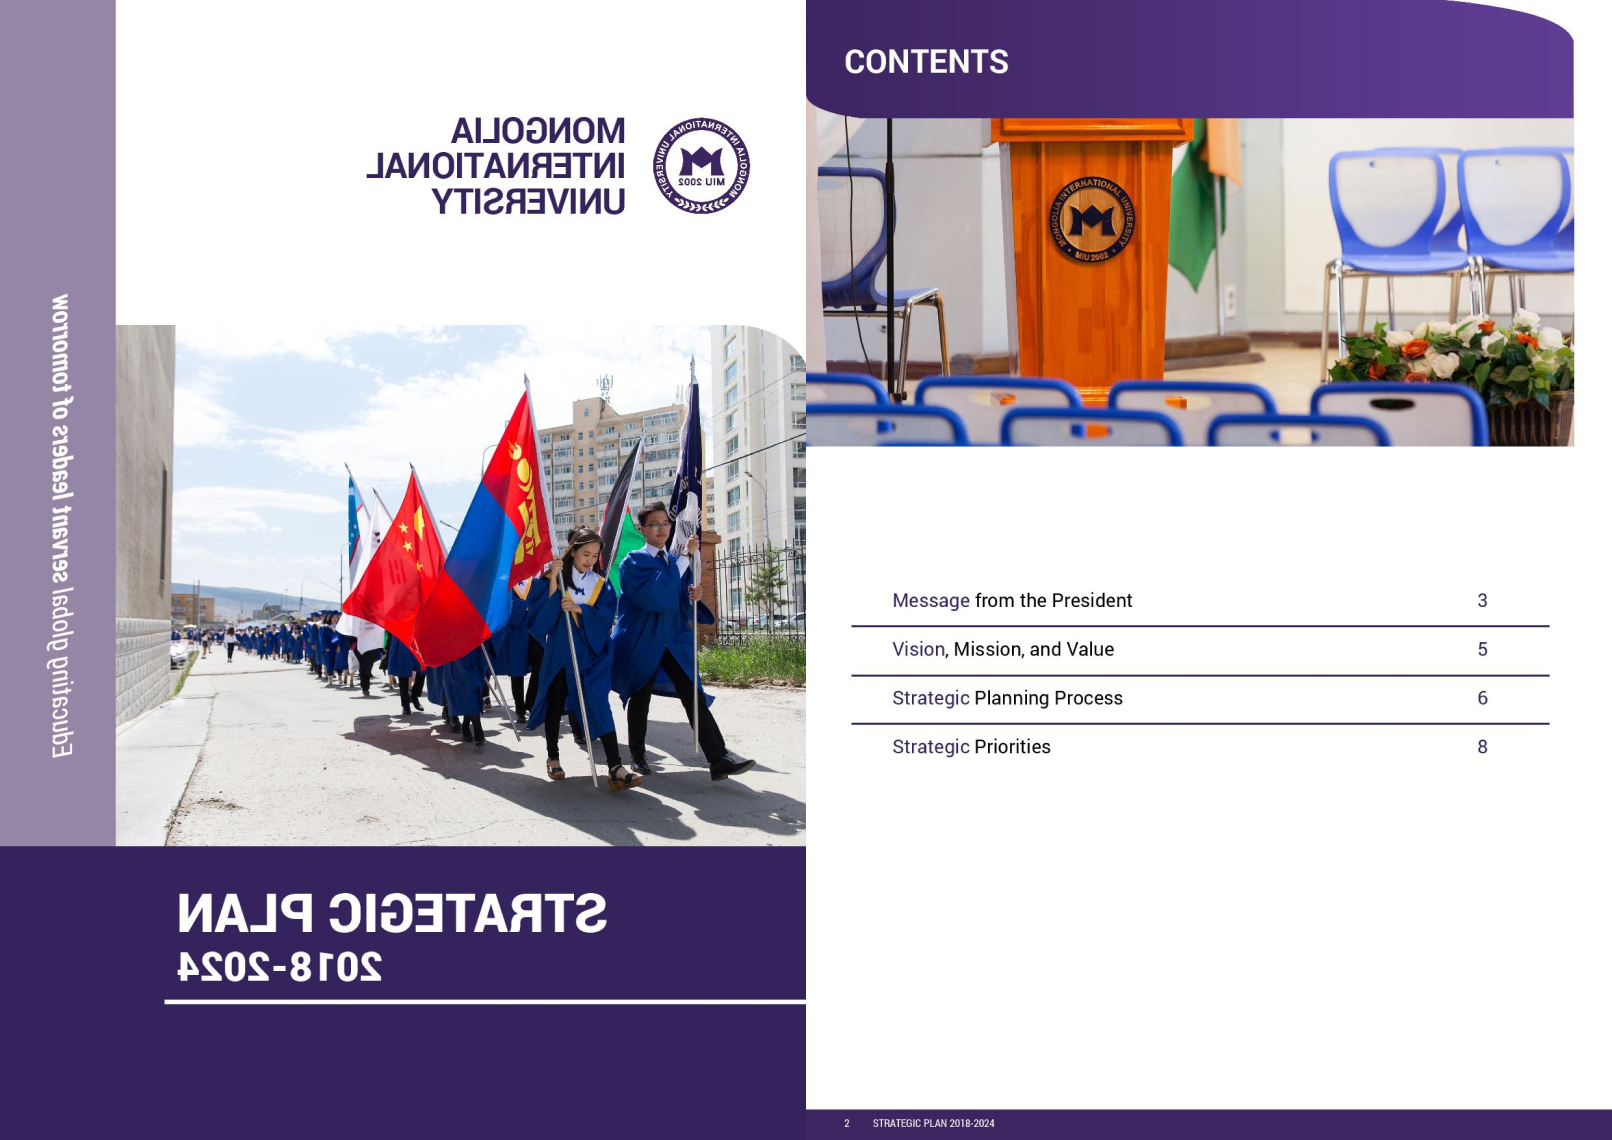 MONGOLIA
INTERNATIONAL
UNIVERSITY
MONGOLIA INTERNATIONAL UNIVERSITY
MIU 2002
Educating global servant leaders of tomorrow
STRATEGIC PLAN
2018-2024
CONTENTS
MONGOLIA INTERNATIONAL UNIVERSITY
MIU 2002
Message from the President 3
Vision, Mission, and Value 5
Strategic Planning Process 6
Strategic Priorities 8
2 STRATEGIC PLAN 2018-2024